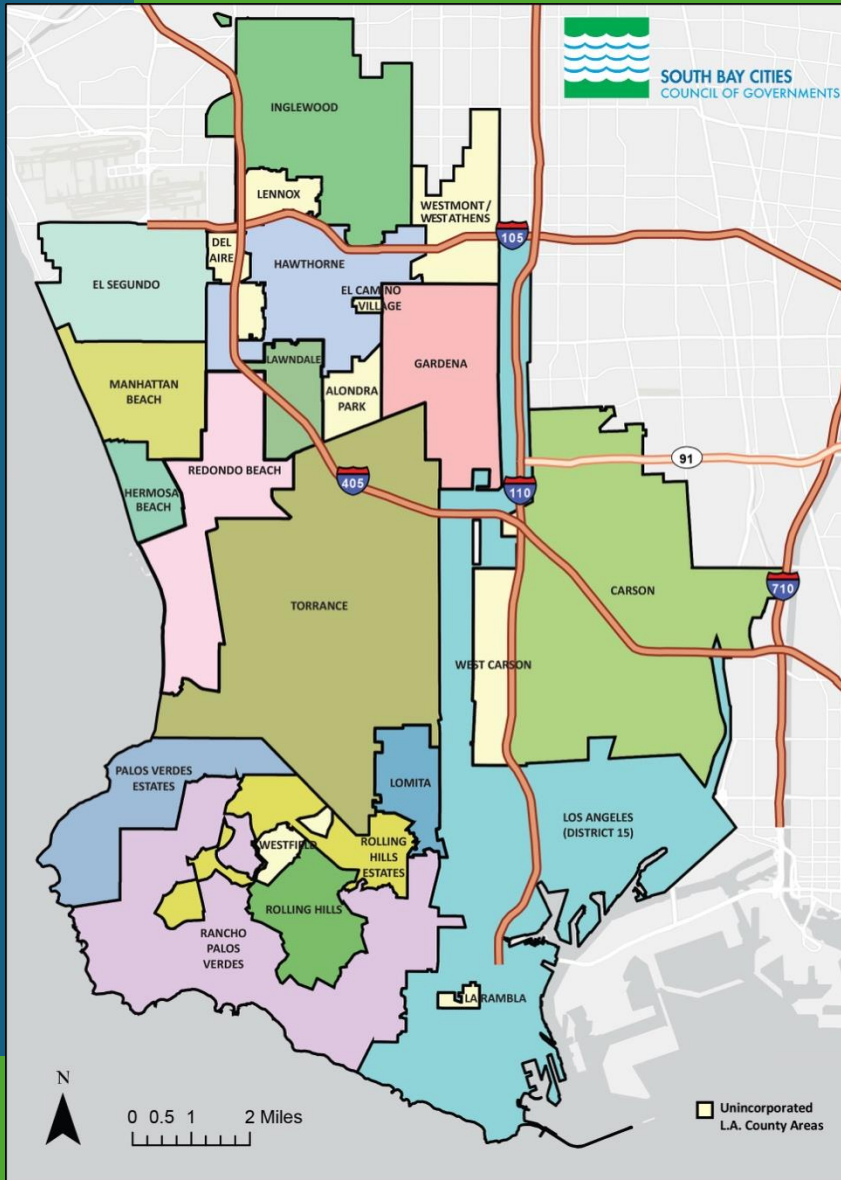 SOUTH BAY CITIES
COUNCIL OF GOVERNMENTS
INGLEWOOD
LENNOX
WESTMONT /
WEST ATHENS
105
DEL
AIRE
HAWTHORNE
EL SEGUNDO
EL CAMINO
VILLAGE
LAWNDALE
GARDENA
MANHATTAN
BEACH
ALONDRA
PARK
91
REDONDO BEACH
405
110
HERMOSA
BEACH
710
CARSON
TORRANCE
WEST CARSON
PALOS VERDES
ESTATES
LOMITA
LOS ANGELES
(DISTRICT 15)
WESTFIELD
ROLLING
HILLS
ESTATES
ROLLING HILLS
RANCHO
PALOS
VERDES
LA RAMBLA
N
0 0.5 1 2 Miles
Unincorporated
L.A. County Areas